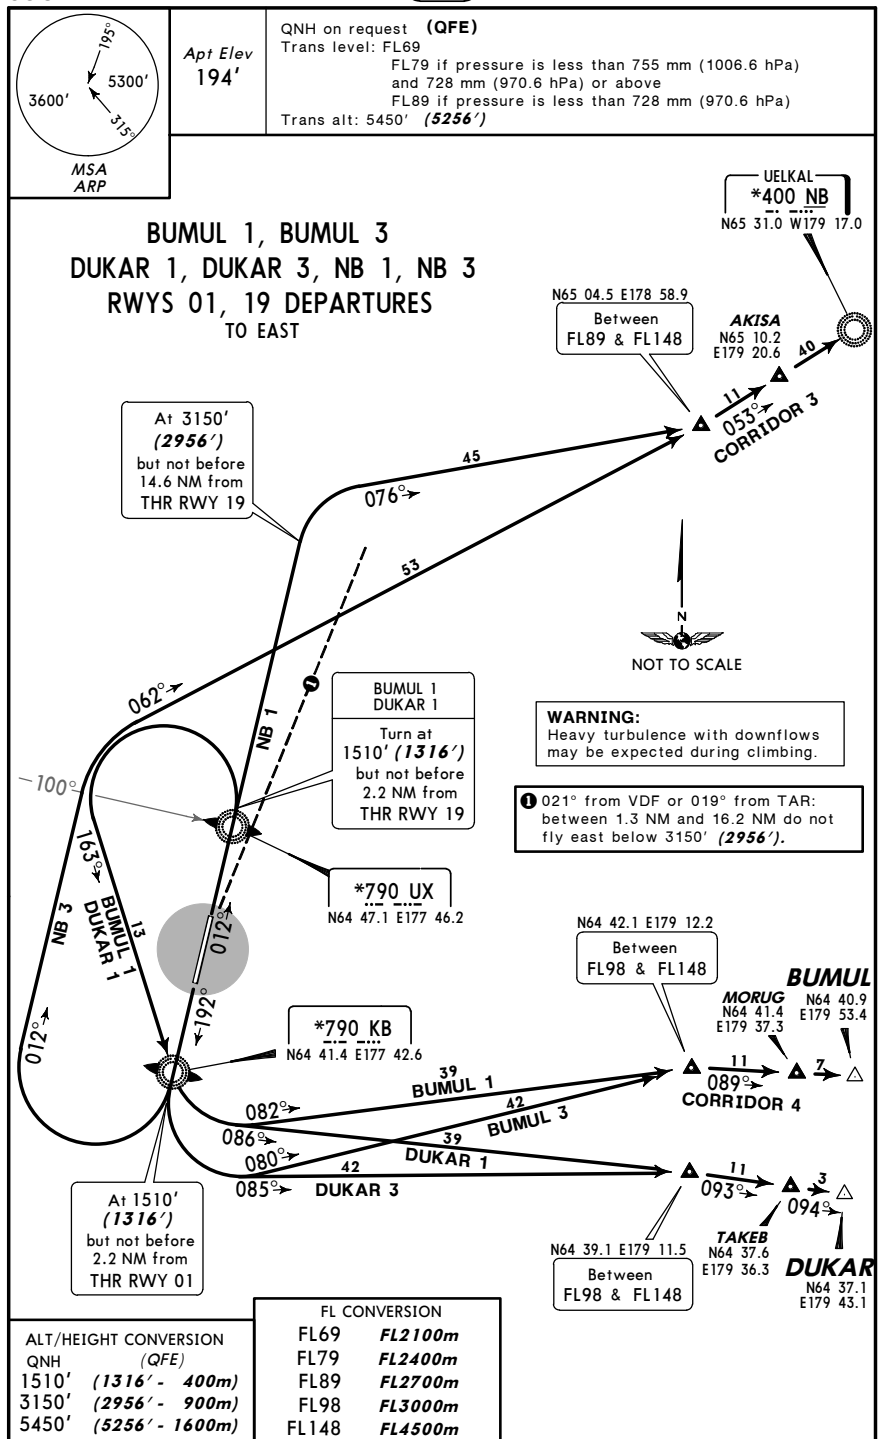 195°
5300'
3600'
315°
MSA
ARP
Apt Elev
194'
QNH on request (QFE)
Trans level: FL69
FL79 if pressure is less than 755 mm (1006.6 hPa)
and 728 mm (970.6 hPa) or above
FL89 if pressure is less than 728 mm (970.6 hPa)
Trans alt: 5450' (5256')
BUMUL 1, BUMUL 3
DUKAR 1, DUKAR 3, NB 1, NB 3
RWYS 01, 19 DEPARTURES
TO EAST
UELKAL
*400 NB
N65 31.0 W179 17.0
N65 04.5 E178 58.9
Between
FL89 & FL148
AKISA
N65 10.2
E179 20.6
40
11
053°
CORRIDOR 3
At 3150'
(2956')
but not before
14.6 NM from
THR RWY 19
45
076°
53
062°
N
NOT TO SCALE
NB 1
1
BUMUL 1
DUKAR 1
Turn at
1510' (1316')
but not before
2.2 NM from
THR RWY 19
WARNING:
Heavy turbulence with downflows
may be expected during climbing.
1 021° from VDF or 019° from TAR:
between 1.3 NM and 16.2 NM do not
fly east below 3150' (2956').
100°
163°
13
BUMUL 1
DUKAR 1
NB 3
012°
*790 UX
N64 47.1 E177 46.2
012°
192°
*790 KB
N64 41.4 E177 42.6
N64 42.1 E179 12.2
Between
FL98 & FL148
MORUG
N64 41.4
E179 37.3
BUMUL
N64 40.9
E179 53.4
39
BUMUL 1
082°
42
BUMUL 3
086°
080°
39
DUKAR 1
085°
42
DUKAR 3
11
089°
7
CORRIDOR 4
11
093°
3
094°
At 1510'
(1316')
but not before
2.2 NM from
THR RWY 01
N64 39.1 E179 11.5
Between
FL98 & FL148
TAKEB
N64 37.6
E179 36.3
DUKAR
N64 37.1
E179 43.1
ALT/HEIGHT CONVERSION
QNH (QFE)
1510' (1316' - 400m)
3150' (2956' - 900m)
5450' (5256' - 1600m)
FL CONVERSION
FL69 FL2100m
FL79 FL2400m
FL89 FL2700m
FL98 FL3000m
FL148 FL4500m